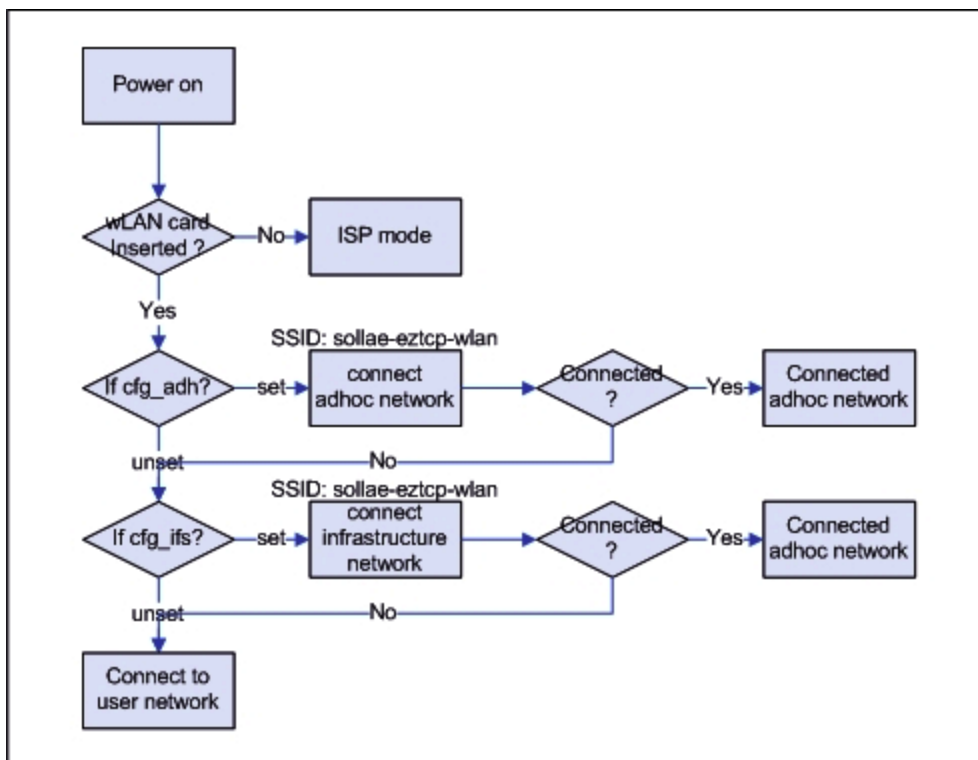 Power on
wLAN card
Inserted ?
No
ISP mode
Yes
SSID: sollae-eztcp-wlan
If cfg_adh?
set
connect
adhoc network
Connected
?
Yes
Connected
adhoc network
unset
No
SSID: sollae-eztcp-wlan
If cfg_ifs?
set
connect
infrastructure
network
Connected
?
Yes
Connected
adhoc network
unset
No
Connect to
user network